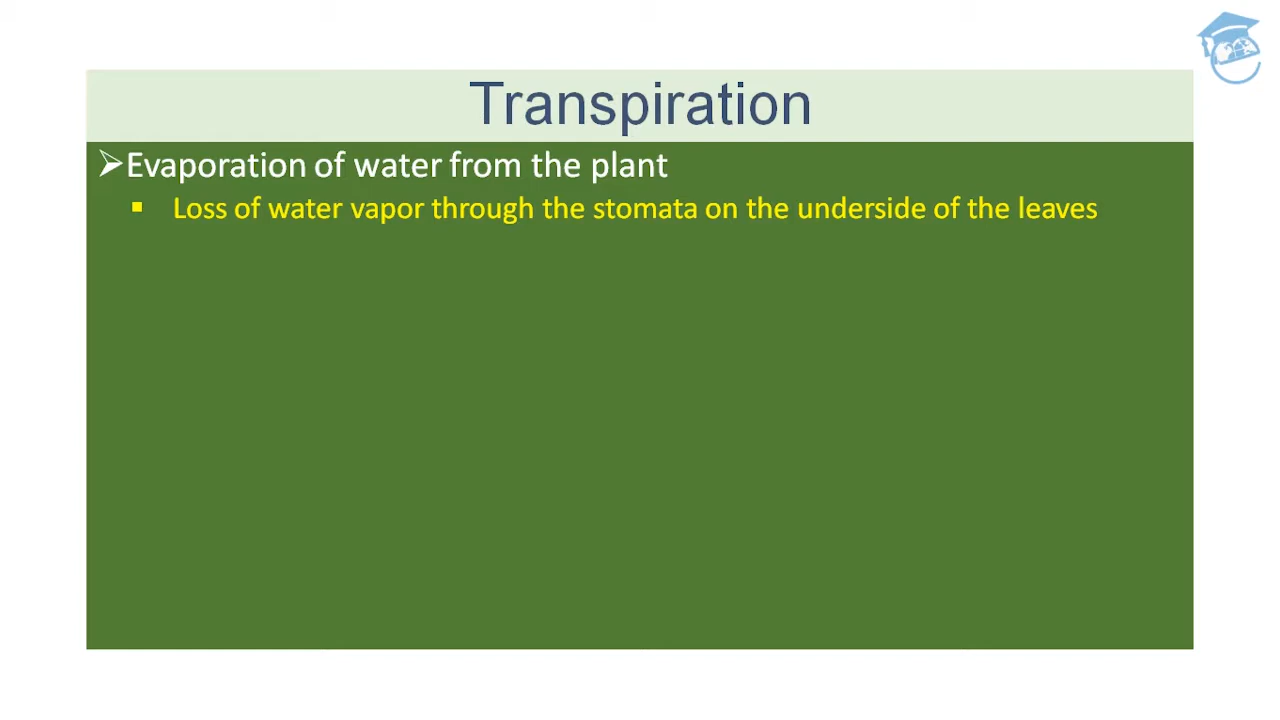 Transpiration
➢Evaporation of water from the plant
▪ Loss of water vapor through the stomata on the underside of the leaves